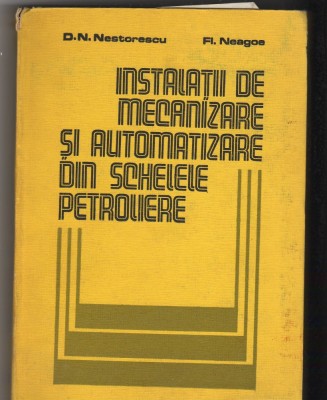 D.N. Nestorescu Fl. Neagoe
INSTALAȚII DE
MECANIZARE
ȘI AUTOMATIZARE
DIN SCHELELE
PETROLIERE